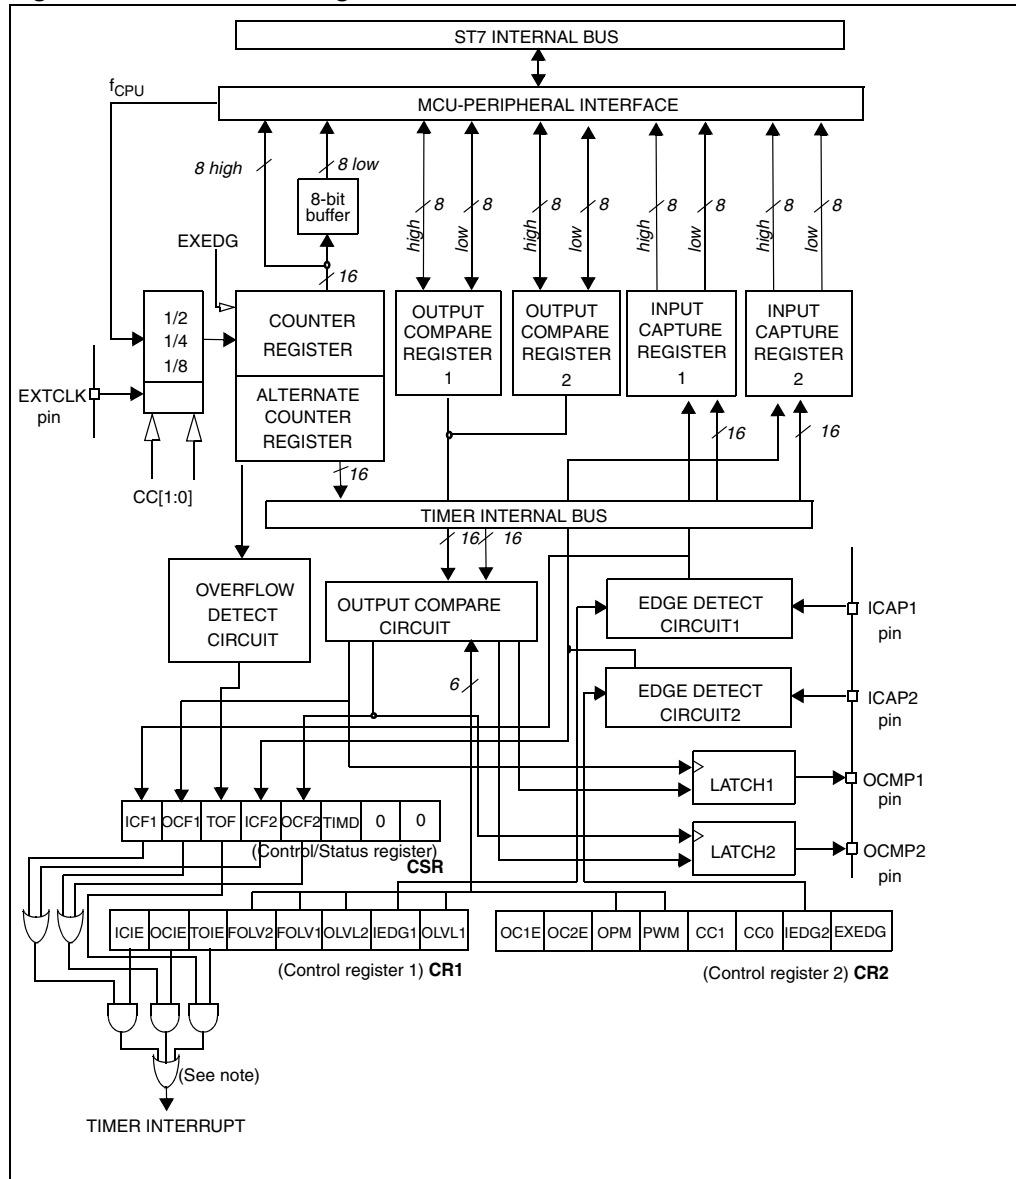 ST7 INTERNAL BUS
fCPU
MCU-PERIPHERAL INTERFACE
8 high
8 low
8-bit
buffer
high
8
low
8
high
8
low
8
high
8
low
8
high
8
low
8
EXEDG
16
1/2
1/4
1/8
COUNTER
REGISTER
OUTPUT
COMPARE
REGISTER
1
OUTPUT
COMPARE
REGISTER
2
INPUT
CAPTURE
REGISTER
1
INPUT
CAPTURE
REGISTER
2
EXTCLK
pin
ALTERNATE
COUNTER
REGISTER
16
16
CC[1:0]
16
TIMER INTERNAL BUS
16
16
OVERFLOW
DETECT
CIRCUIT
OUTPUT COMPARE
CIRCUIT
EDGE DETECT
CIRCUIT1
ICAP1
pin
6
EDGE DETECT
CIRCUIT2
ICAP2
pin
LATCH1
OCMP1
pin
ICF1 OCF1 TOF ICF2 OCF2 TIMD 0 0
(Control/Status register)
CSR
LATCH2
OCMP2
pin
ICIE OCIE TOIE FOLV2 FOLV1 OLVL2 IEDG1 OLVL1
(Control register 1) CR1
OC1E OC2E OPM PWM CC1 CC0 IEDG2 EXEDG
(Control register 2) CR2
(See note)
TIMER INTERRUPT